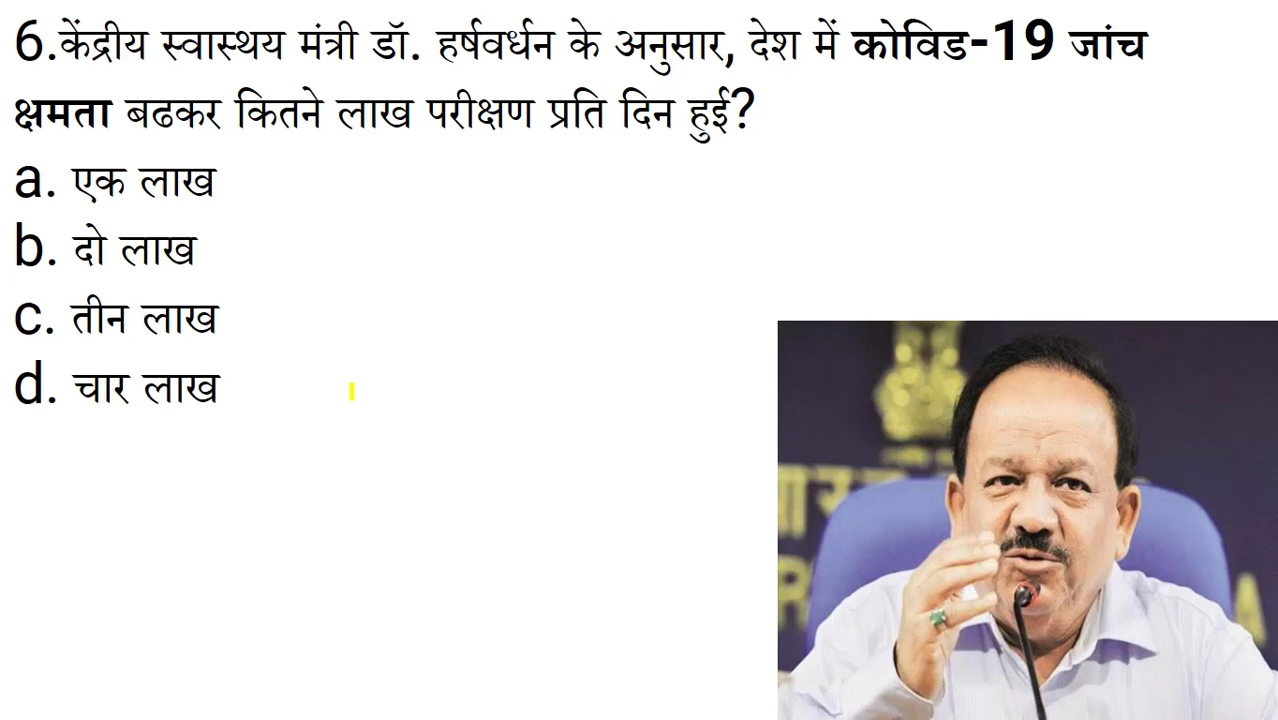 6.केंद्रीय स्वास्थय मंत्री डॉ. हर्षवर्धन के अनुसार, देश में कोविड-19 जांच
क्षमता बढकर कितने लाख परीक्षण प्रति दिन हुई?
a. एक लाख
b. दो लाख
c. तीन लाख
d. चार लाख